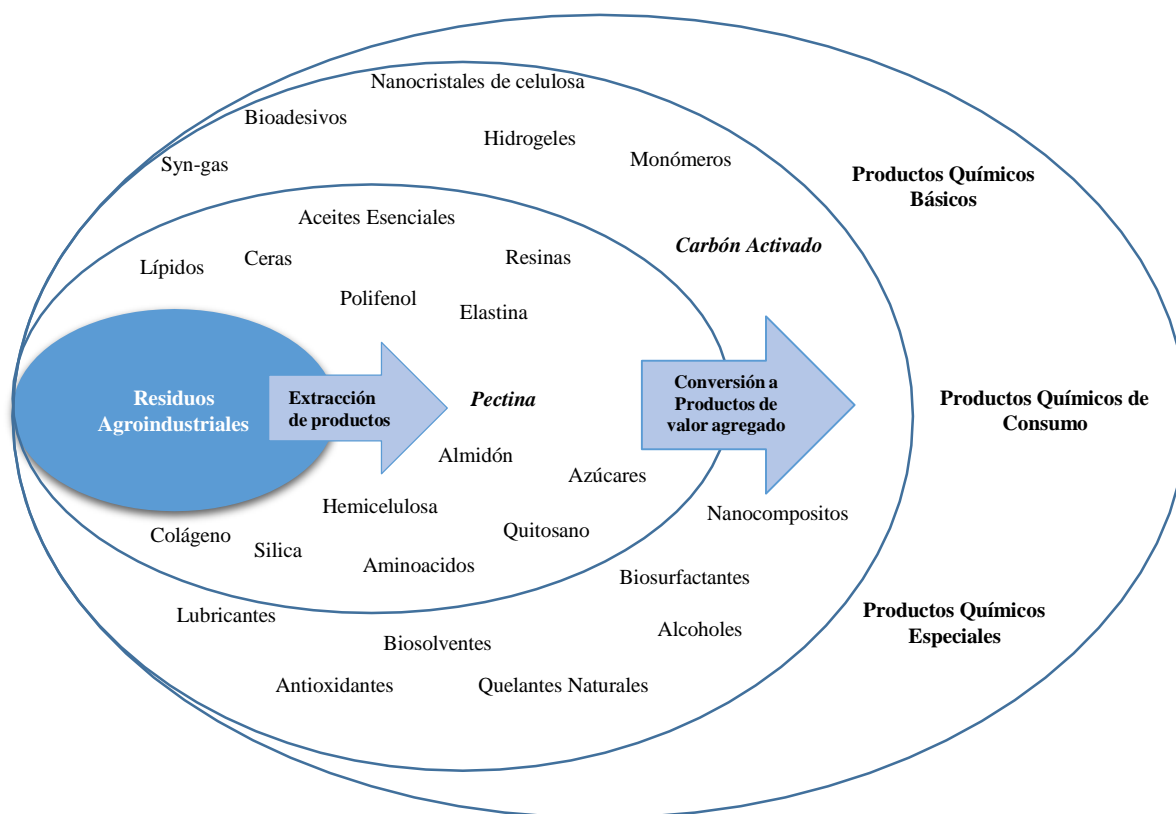 Nanocristales de celulosa
Bioadesivos
Hidrogeles
Syn-gas
Monómeros
Productos Químicos
Básicos
Aceites Esenciales
Carbón Activado
Lípidos
Ceras
Resinas
Polifenol
Elastina
Residuos
Agroindustriales
Extracción
de productos
Pectina
Conversión a
Productos de
valor agregado
Productos Químicos de
Consumo
Almidón
Azúcares
Hemicelulosa
Nanocompositos
Colágeno
Silica
Quitosano
Aminoacidos
Biosurfactantes
Lubricantes
Alcoholes
Productos Químicos
Especiales
Biosolventes
Antioxidantes
Quelantes Naturales